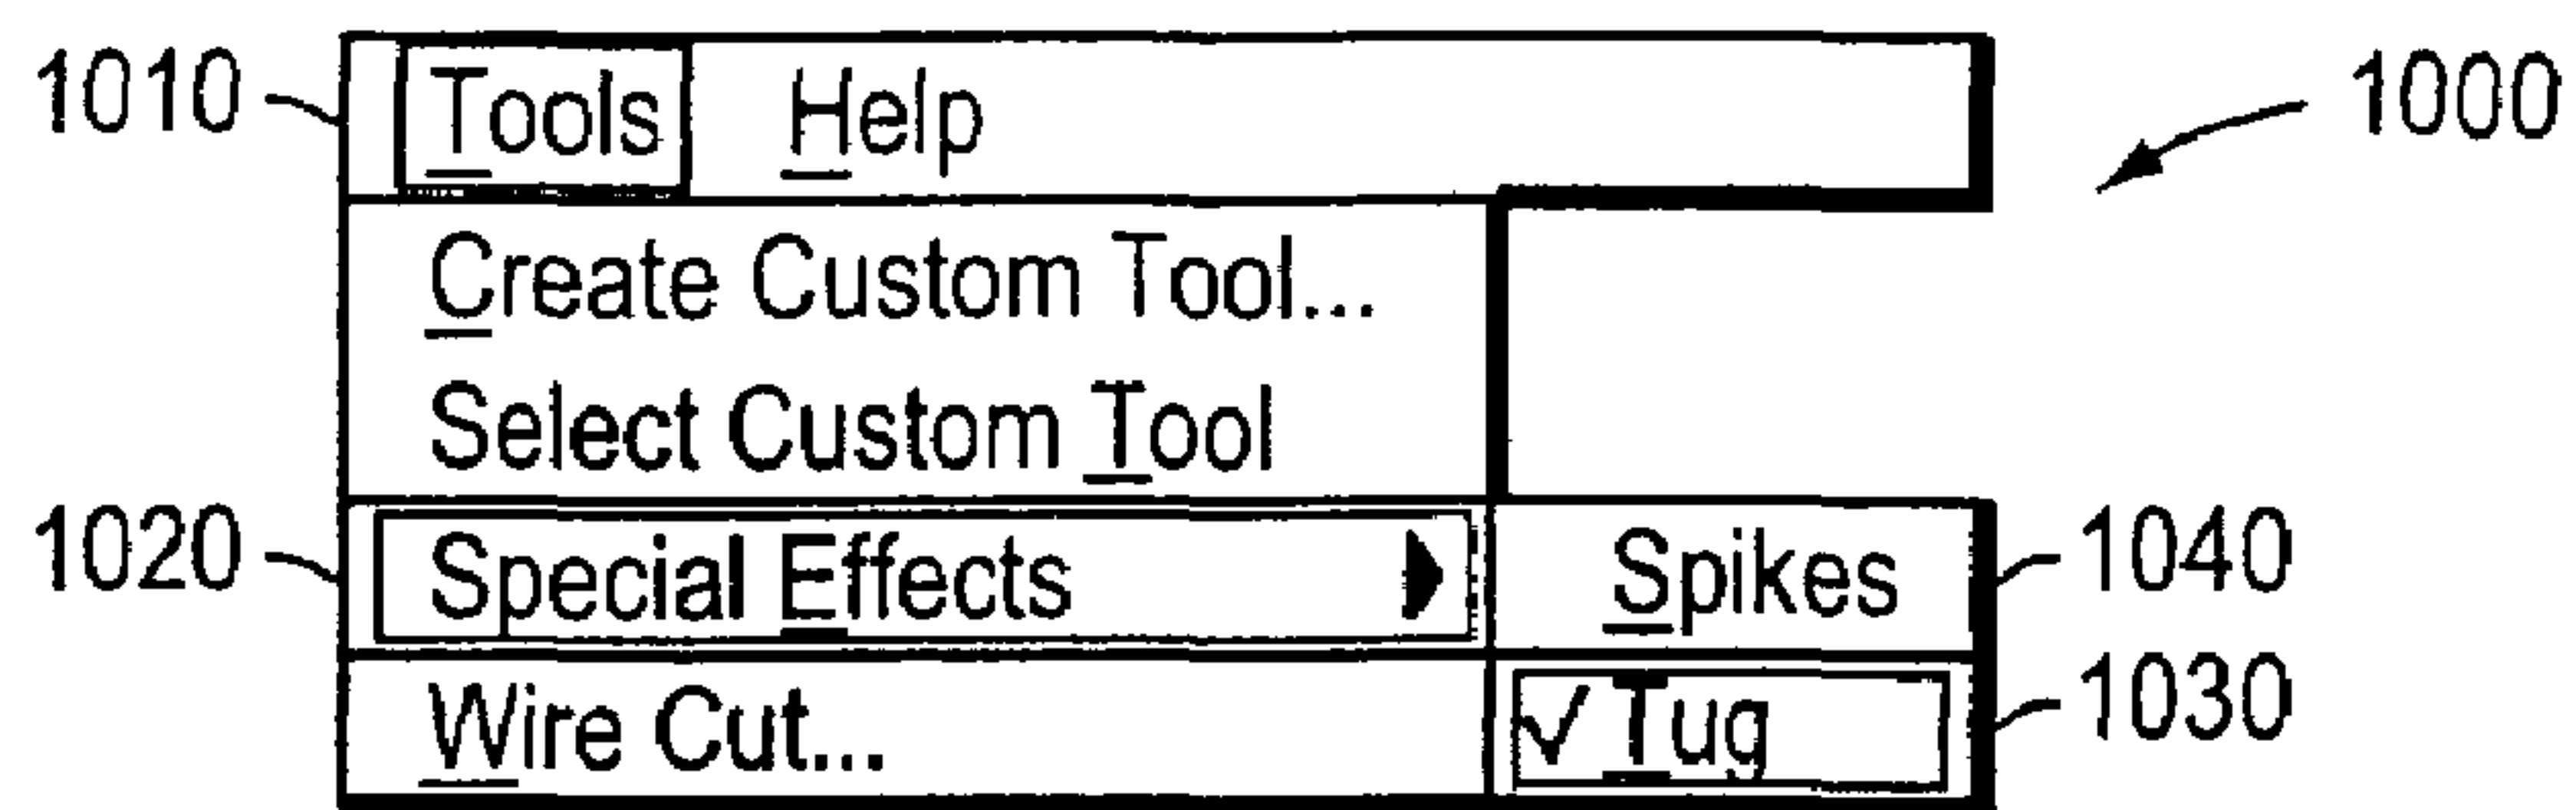 1010 Tools Help 1000
Create Custom Tool...
Select Custom Tool
1020 Special Effects Spikes 1040
Wire Cut... ✓ Tug 1030